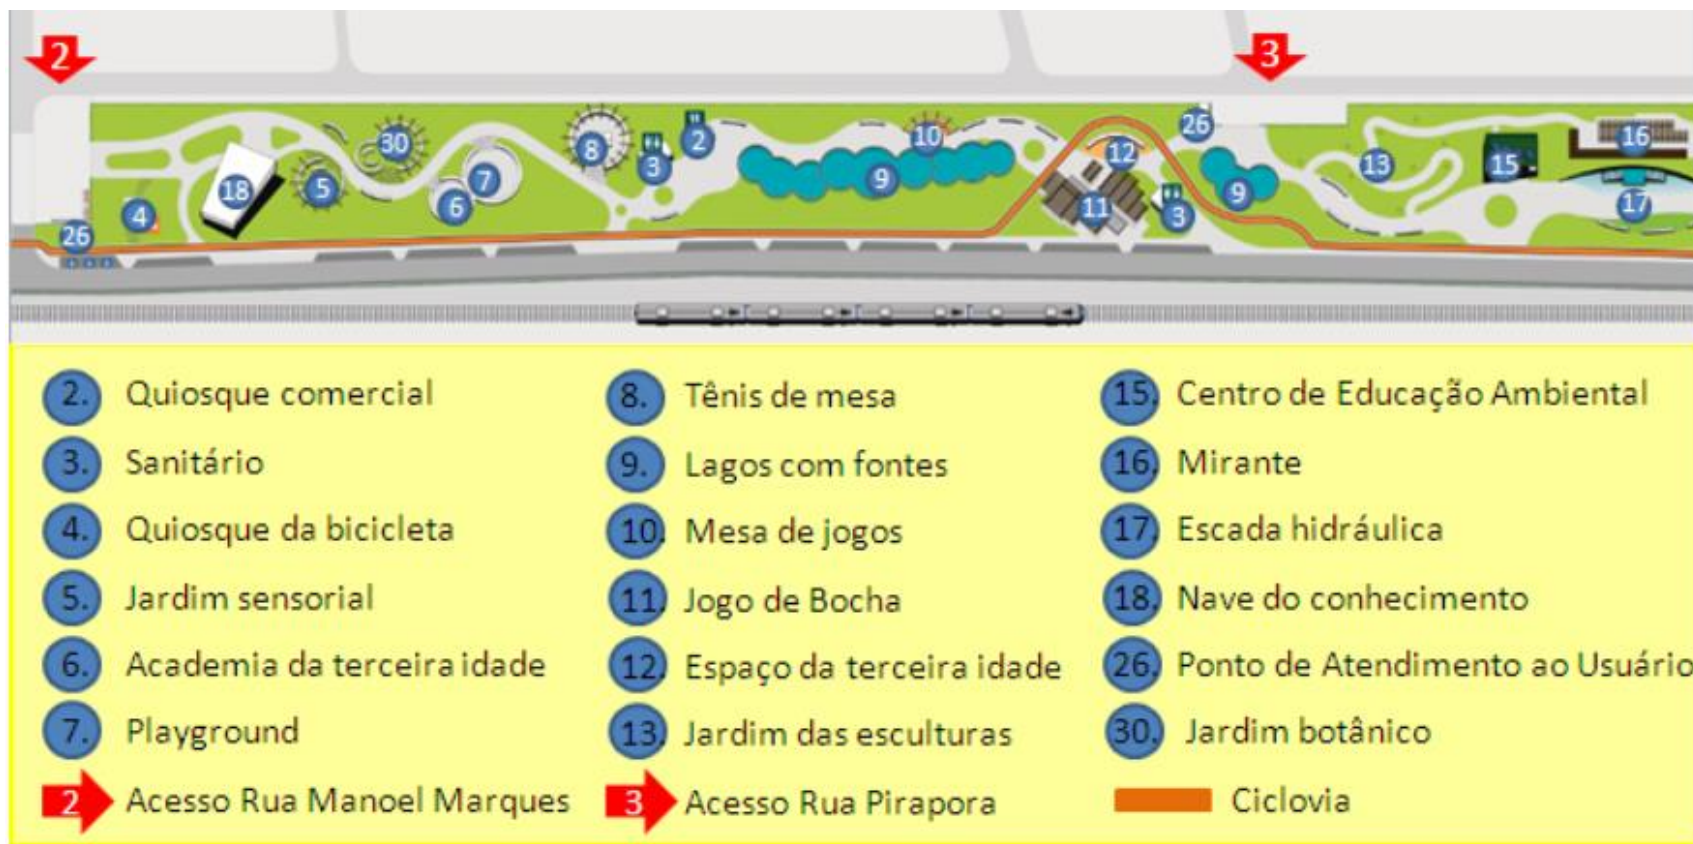 2
3
30
8
3
2
10
26
12
9
18
5
7
6
4
26
11
3
9
13
15
16
17
2. Quiosque comercial
3. Sanitário
4. Quiosque da bicicleta
5. Jardim sensorial
6. Academia da terceira idade
7. Playground
2 Acesso Rua Manoel Marques
8. Tênis de mesa
9. Lagos com fontes
10. Mesa de jogos
11. Jogo de Bocha
12. Espaço da terceira idade
13. Jardim das esculturas
3 Acesso Rua Pirapora
15. Centro de Educação Ambiental
16. Mirante
17. Escada hidráulica
18. Nave do conhecimento
26. Ponto de Atendimento ao Usuário
30. Jardim botânico
Ciclovia